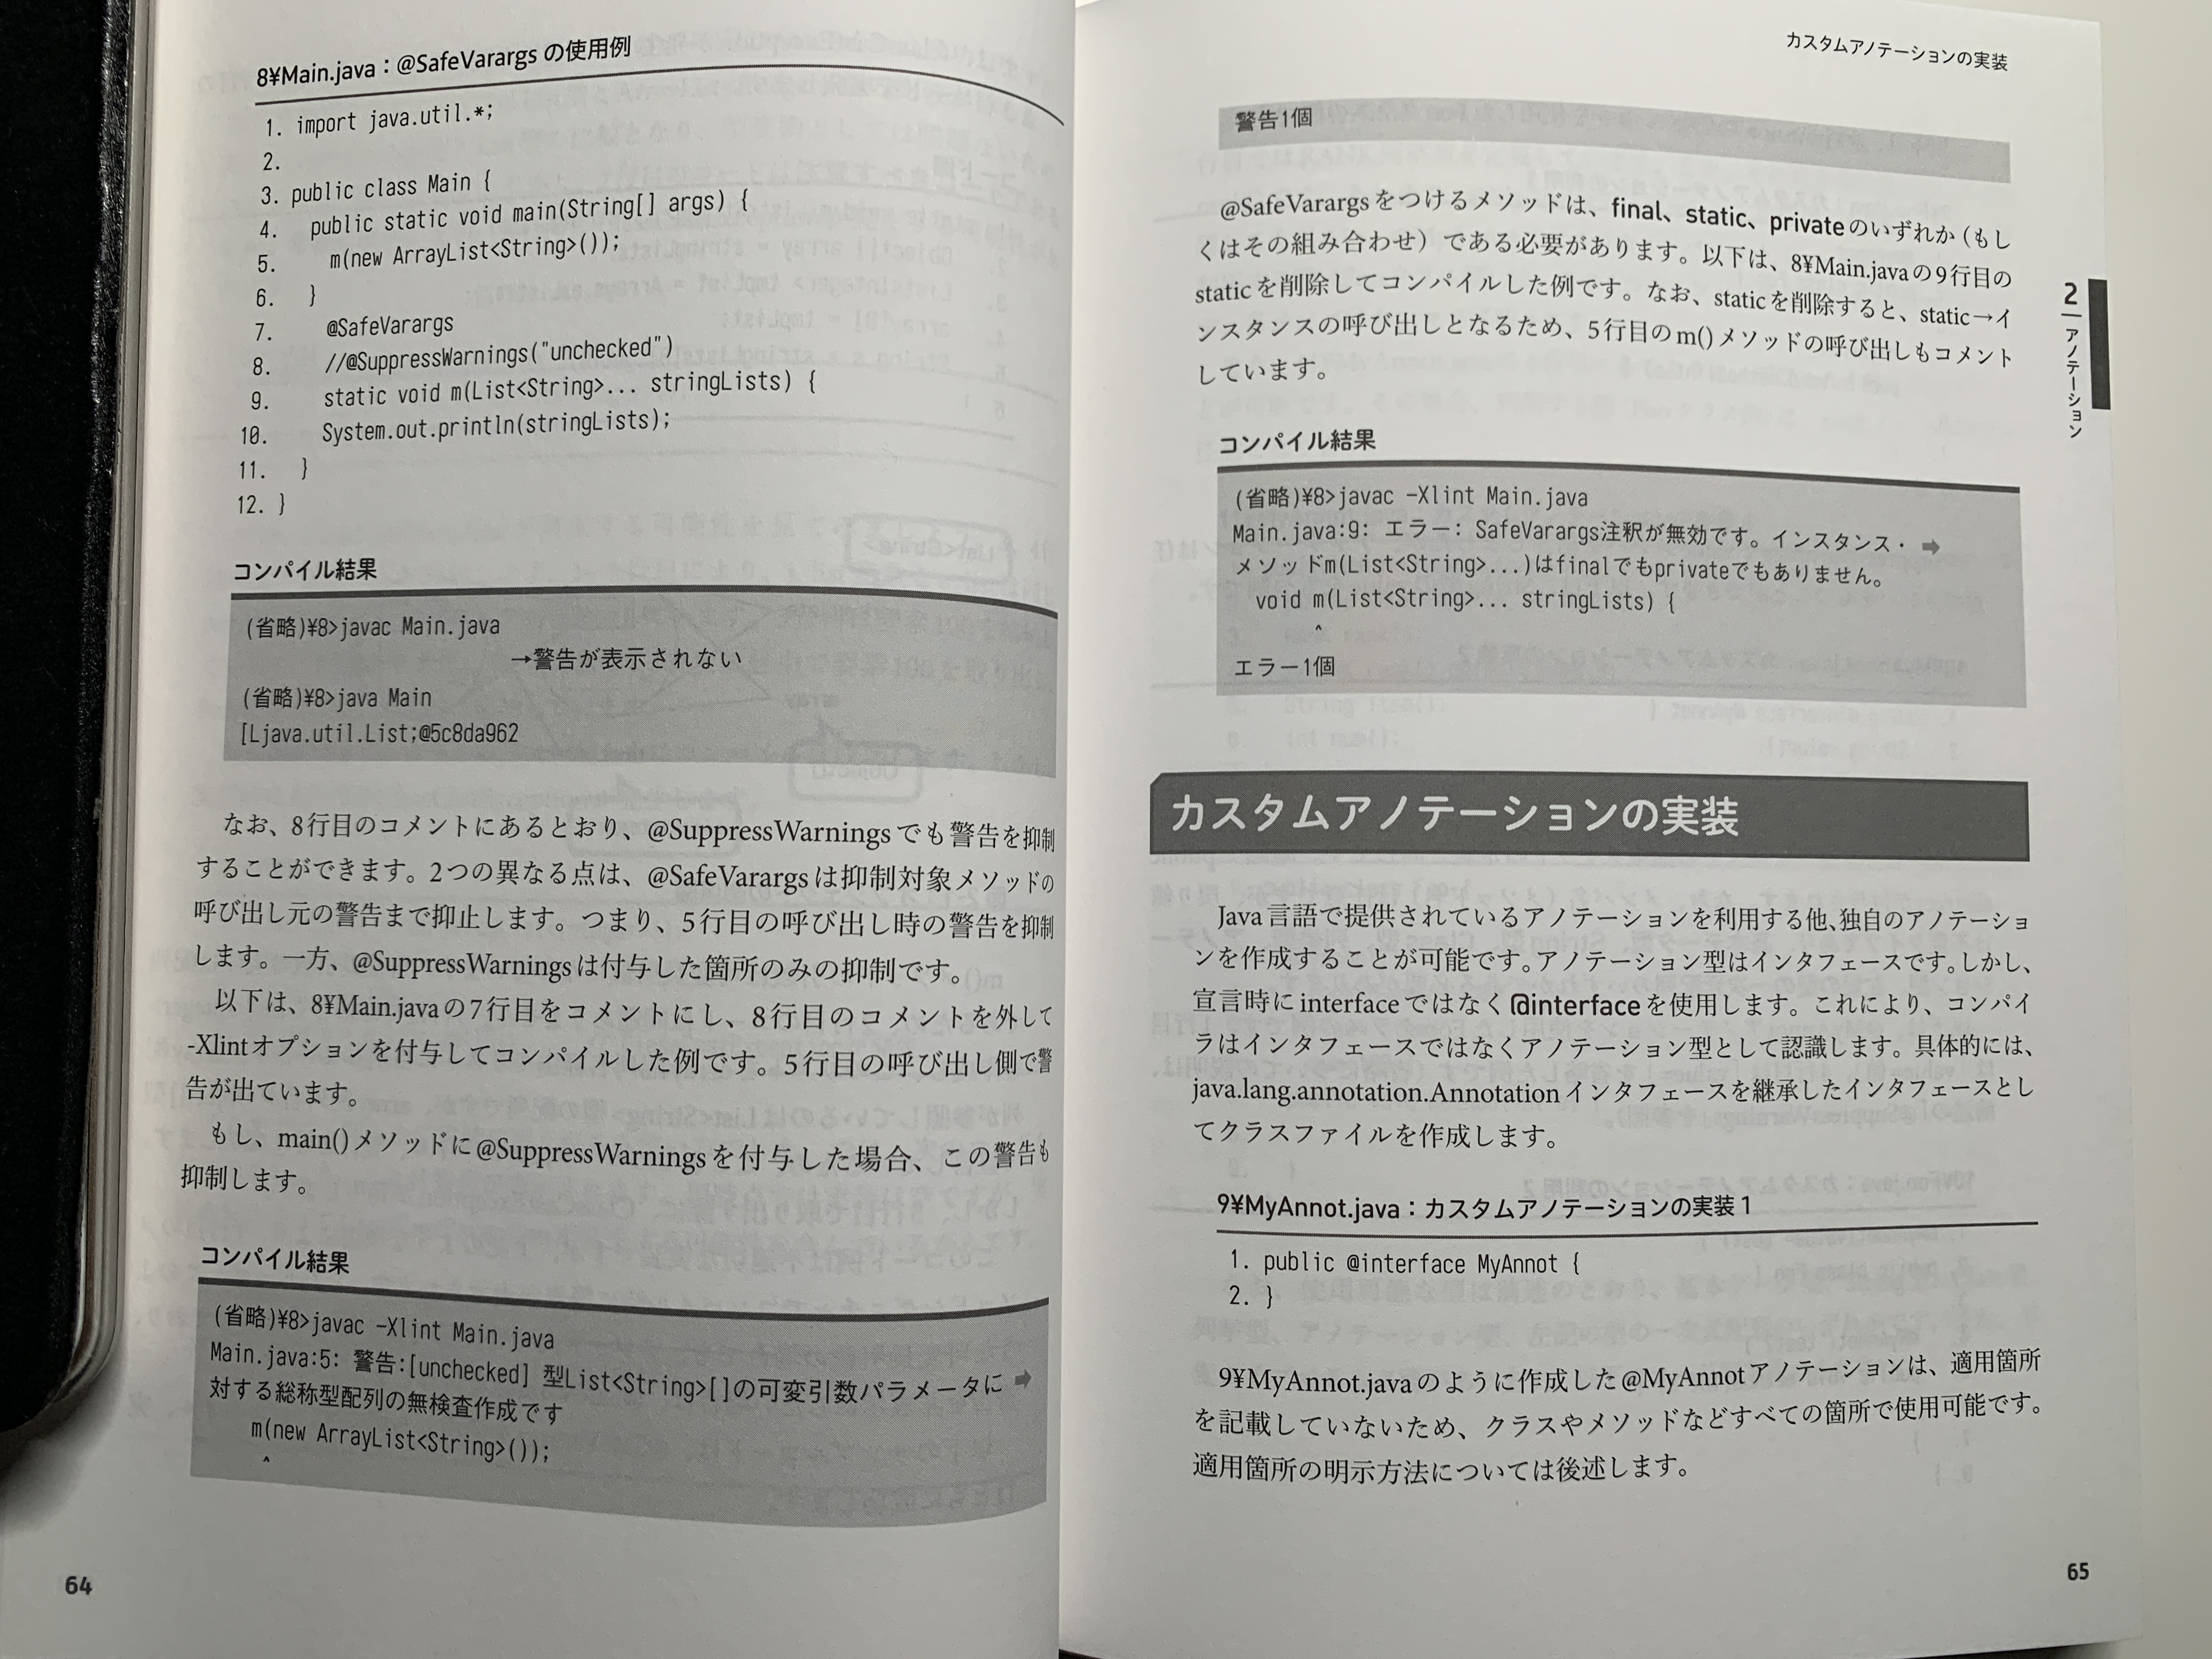 8¥Main.java：@SafeVarargs の使用例
1. import java.util.*;
2.
3. public class Main {
4.   public static void main(String[] args) {
5.     m(new ArrayList<String>());
6.   }
7.     @SafeVarargs
8.     //@SuppressWarnings("unchecked")
9.     static void m(List<String>... stringLists) {
10.     System.out.println(stringLists);
11.   }
12. }
コンパイル結果
(省略)¥8>javac Main.java
→警告が表示されない
(省略)¥8>java Main
[Ljava.util.List;@5c8da962
なお、8行目のコメントにあるとおり、@SuppressWarningsでも警告を抑制
することができます。2つの異なる点は、@SafeVarargsは抑制対象メソッドの
呼び出し元の警告まで抑止します。つまり、5行目の呼び出し時の警告を抑制
します。一方、@SuppressWarningsは付与した箇所のみの抑制です。
以下は、8¥Main.javaの7行目をコメントにし、8行目のコメントを外して
-Xlintオプションを付与してコンパイルした例です。5行目の呼び出し側で警
告が出ています。
もし、main()メソッドに@SuppressWarningsを付与した場合、この警告も
抑制します。
コンパイル結果
(省略)¥8>javac -Xlint Main.java
Main.java:5: 警告:[unchecked] 型List<String>[]の可変引数パラメータに ➡
対する総称型配列の無検査作成です
m(new ArrayList<String>());
^
64
カスタムアノテーションの実装
警告1個
@SafeVarargsをつけるメソッドは、final、static、privateのいずれか（もし
くはその組み合わせ）である必要があります。以下は、8¥Main.javaの9行目の
staticを削除してコンパイルした例です。なお、staticを削除すると、static→イ
ンスタンスの呼び出しとなるため、5行目のm()メソッドの呼び出しもコメント
しています。
コンパイル結果
(省略)¥8>javac -Xlint Main.java
Main.java:9: エラー: SafeVarargs注釈が無効です。インスタンス・ ➡
メソッドm(List<String>...)はfinalでもprivateでもありません。
void m(List<String>... stringLists) {
^
エラー1個
カスタムアノテーションの実装
Java言語で提供されているアノテーションを利用する他、独自のアノテーショ
ンを作成することが可能です。アノテーション型はインタフェースです。しかし、
宣言時にinterfaceではなく@interfaceを使用します。これにより、コンパイ
ラはインタフェースではなくアノテーション型として認識します。具体的には、
java.lang.annotation.Annotationインタフェースを継承したインタフェースとし
てクラスファイルを作成します。
9¥MyAnnot.java：カスタムアノテーションの実装1
1. public @interface MyAnnot {
2. }
9¥MyAnnot.javaのように作成した@MyAnnotアノテーションは、適用箇所
を記載していないため、クラスやメソッドなどすべての箇所で使用可能です。
適用箇所の明示方法については後述します。
2
アノテーション
65